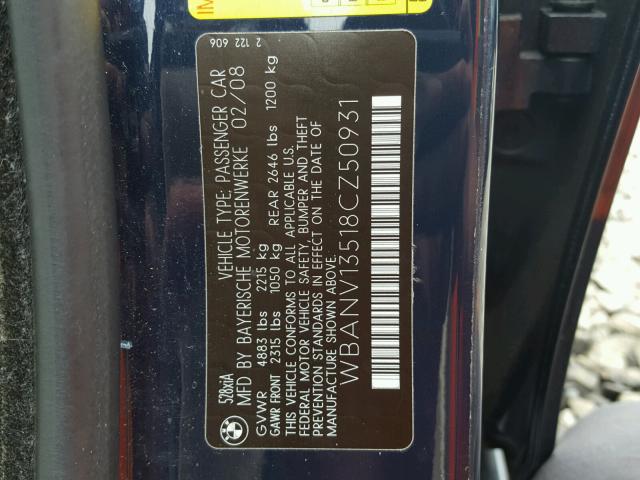 528xiA
VEHICLE TYPE: PASSENGER CAR
MFD BY BAYERISCHE MOTORENWERKE 02/08
GVWR 4883 lbs 2215 kg
GAWR FRONT 2315 lbs 1050 kg REAR 2646 lbs 1200 kg
THIS VEHICLE CONFORMS TO ALL APPLICABLE U.S.
FEDERAL MOTOR VEHICLE SAFETY, BUMPER AND THEFT
PREVENTION STANDARDS IN EFFECT ON THE DATE OF
MANUFACTURE SHOWN ABOVE.
WBANV13518CZ50931
2 122 606